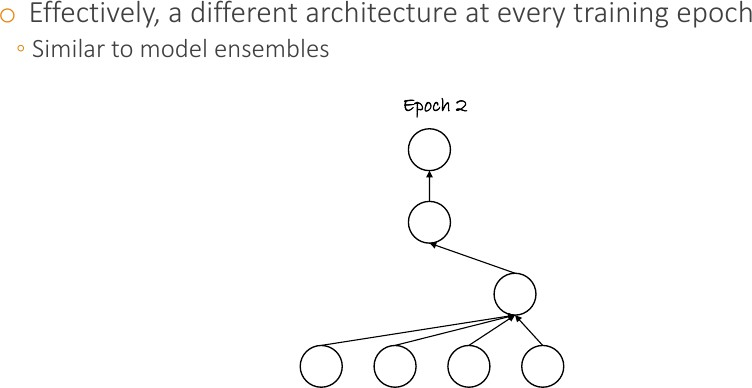 Effectively, a different architecture at every training epoch
Similar to model ensembles
Epoch 2